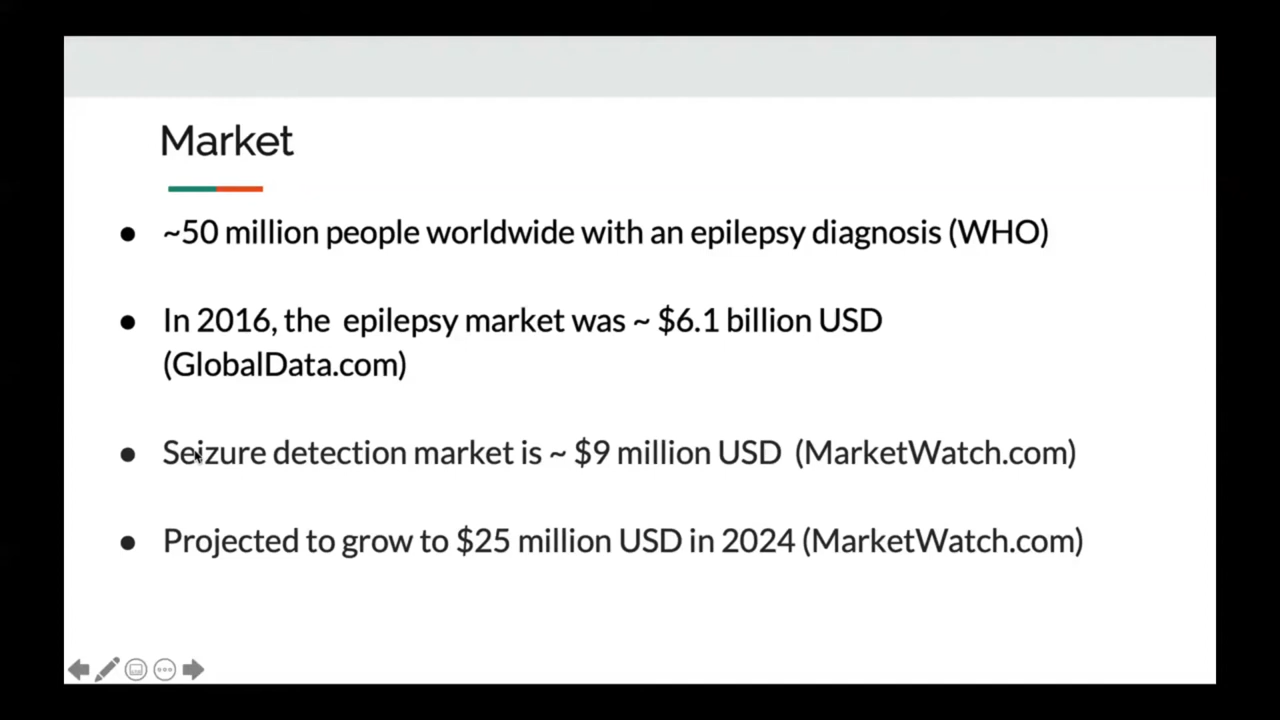 Market
● ~50 million people worldwide with an epilepsy diagnosis (WHO)
● In 2016, the epilepsy market was ~ $6.1 billion USD
(GlobalData.com)
● Seizure detection market is ~ $9 million USD (MarketWatch.com)
● Projected to grow to $25 million USD in 2024 (MarketWatch.com)